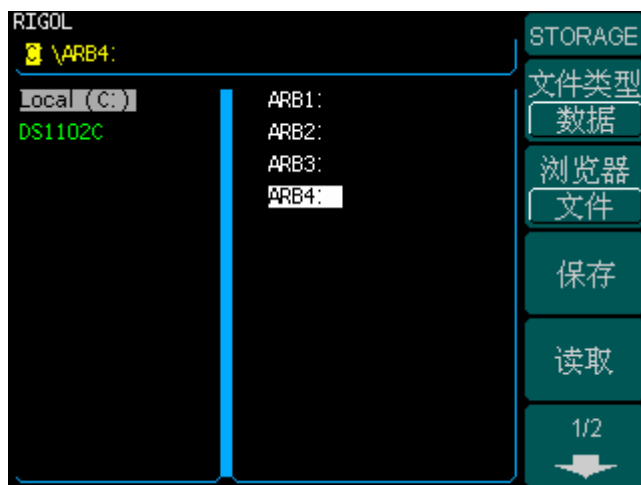 RIGOL
C \ARB4:
Local (C:)
DS1102C
ARB1:
ARB2:
ARB3:
ARB4:
STORAGE
文件类型
数据
浏览器
文件
保存
读取
1/2